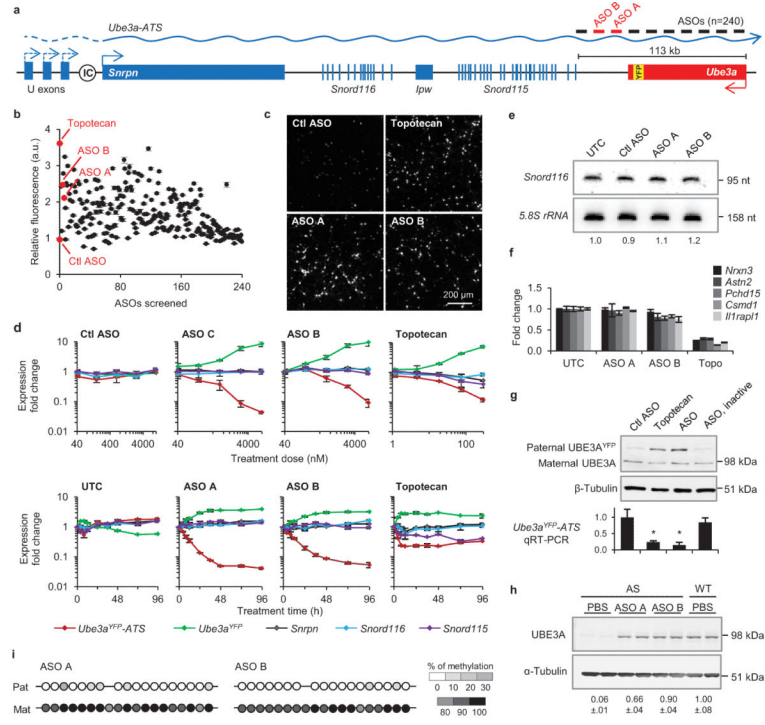 a
Ube3a-ATS
ASO B
ASO A
ASOs (n=240)
113 kb
U exons
IC
Snrpn
Snord116
Ipw
Snord115
YFP
Ube3a
b
Relative fluorescence (a.u.)
4
3
2
1
0
Topotecan
ASO B
ASO A
Ctl ASO
0 80 160 240
ASOs screened
c
Ctl ASO
Topotecan
ASO A
ASO B
200 μm
e
UTC
Ctl ASO
ASO A
ASO B
Snord116
95 nt
5.8S rRNA
158 nt
1.0 0.9 1.1 1.2
f
Fold change
1.0
0.5
0.0
UTC ASO A ASO B Topo
Nrxn3
Astn2
Pchd15
Csmd1
Il1rapl1
d
Expression
fold change
10
1
0.1
0.01
Ctl ASO
ASO C
ASO B
Topotecan
40 400 4000
40 400 4000
40 400 4000
1 10 100
Treatment dose (nM)
Expression
fold change
10
1
0.1
0.01
UTC
ASO A
ASO B
Topotecan
0 48 96
0 48 96
0 48 96
0 48 96
Treatment time (h)
Ube3aYFP-ATS
Ube3aYFP
Snrpn
Snord116
Snord115
g
Ctl ASO
Topotecan
ASO
ASO, inactive
Paternal UBE3AYFP
Maternal UBE3A
98 kDa
β-Tubulin
51 kDa
Ube3aYFP-ATS
qRT-PCR
1.0
0.5
0.0
* *
h
AS WT
PBS ASO A ASO B PBS
UBE3A
98 kDa
α-Tubulin
51 kDa
0.06 0.66 0.90 1.00
±.01 ±.04 ±.04 ±.08
i
ASO A
ASO B
Pat
Mat
% of methylation
0 10 20 30
80 90 100